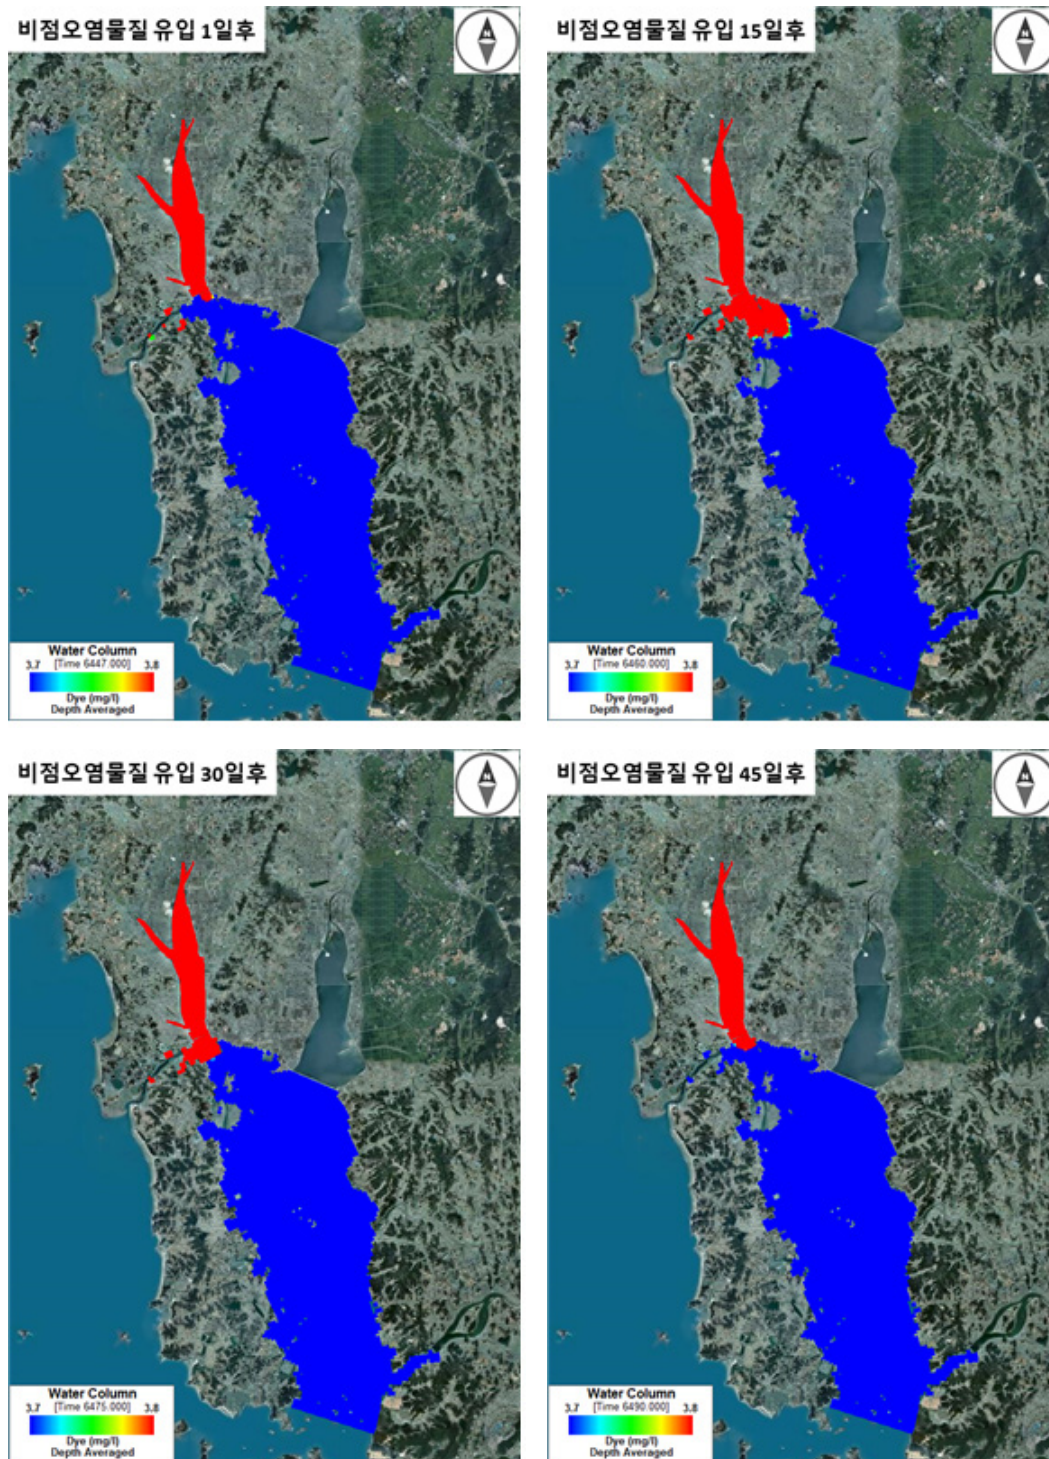 비점오염물질 유입 1일후
N
Water Column
[Time 6447.000]
3.7 3.8
Dye (mg/l)
Depth Averaged
비점오염물질 유입 15일후
N
Water Column
[Time 6460.000]
3.7 3.8
Dye (mg/l)
Depth Averaged
비점오염물질 유입 30일후
N
Water Column
[Time 6475.000]
3.7 3.8
Dye (mg/l)
Depth Averaged
비점오염물질 유입 45일후
N
Water Column
[Time 6490.000]
3.7 3.8
Dye (mg/l)
Depth Averaged